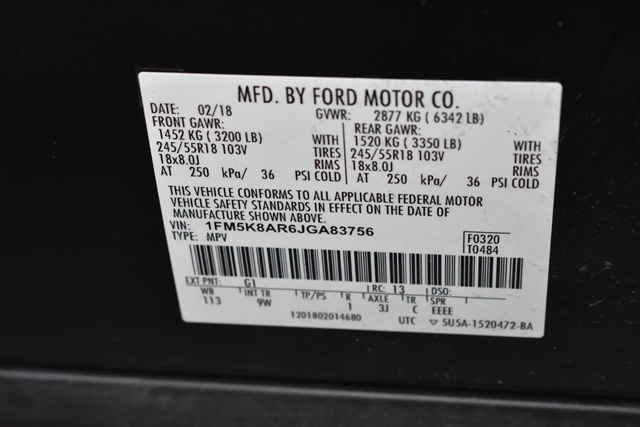 MFD. BY FORD MOTOR CO.
DATE: 02/18 GVWR: 2877 KG ( 6342 LB)
FRONT GAWR: REAR GAWR:
1452 KG ( 3200 LB) WITH 1520 KG ( 3350 LB) WITH
245/55R18 103V TIRES 245/55R18 103V TIRES
18x8.0J RIMS 18x8.0J RIMS
AT 250 kPa/ 36 PSI COLD AT 250 kPa/ 36 PSI COLD
THIS VEHICLE CONFORMS TO ALL APPLICABLE FEDERAL MOTOR
VEHICLE SAFETY STANDARDS IN EFFECT ON THE DATE OF
MANUFACTURE SHOWN ABOVE.
VIN: 1FM5K8AR6JGA83756 F0320
TYPE: MPV T0484
EXT PNT: G1 RC: 13 DSO:
WB INT TR TP/PS R AXLE TR SPR
113 9W 1 3J C EEEE
1201802014680 UTC ▽ 5U5A-1520472-BA